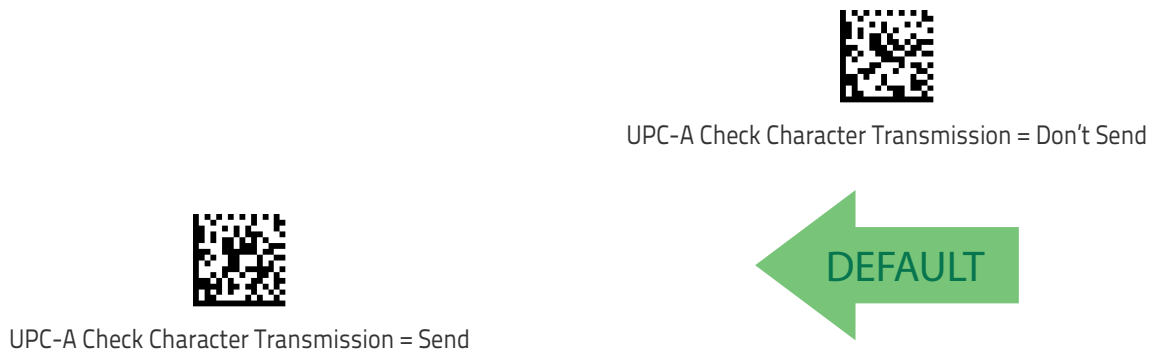 UPC-A Check Character Transmission = Don't Send
DEFAULT
UPC-A Check Character Transmission = Send